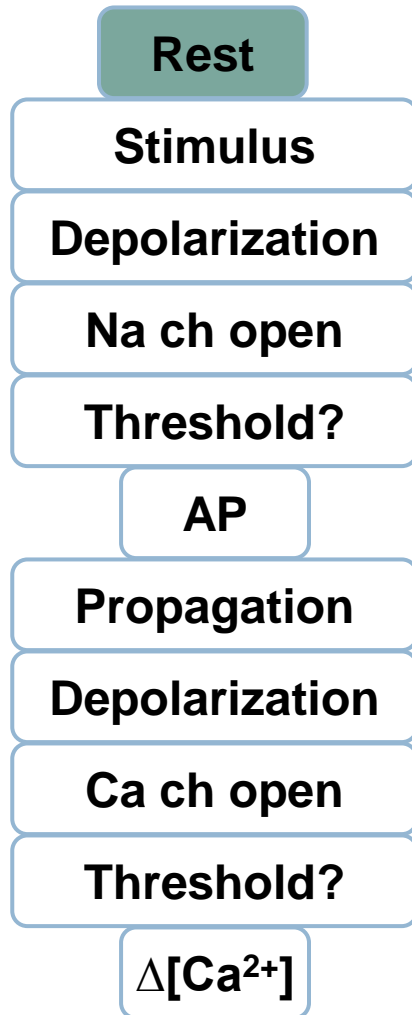 Rest
Stimulus
Depolarization
Na ch open
Threshold?
AP
Propagation
Depolarization
Ca ch open
Threshold?
Δ[Ca²⁺]